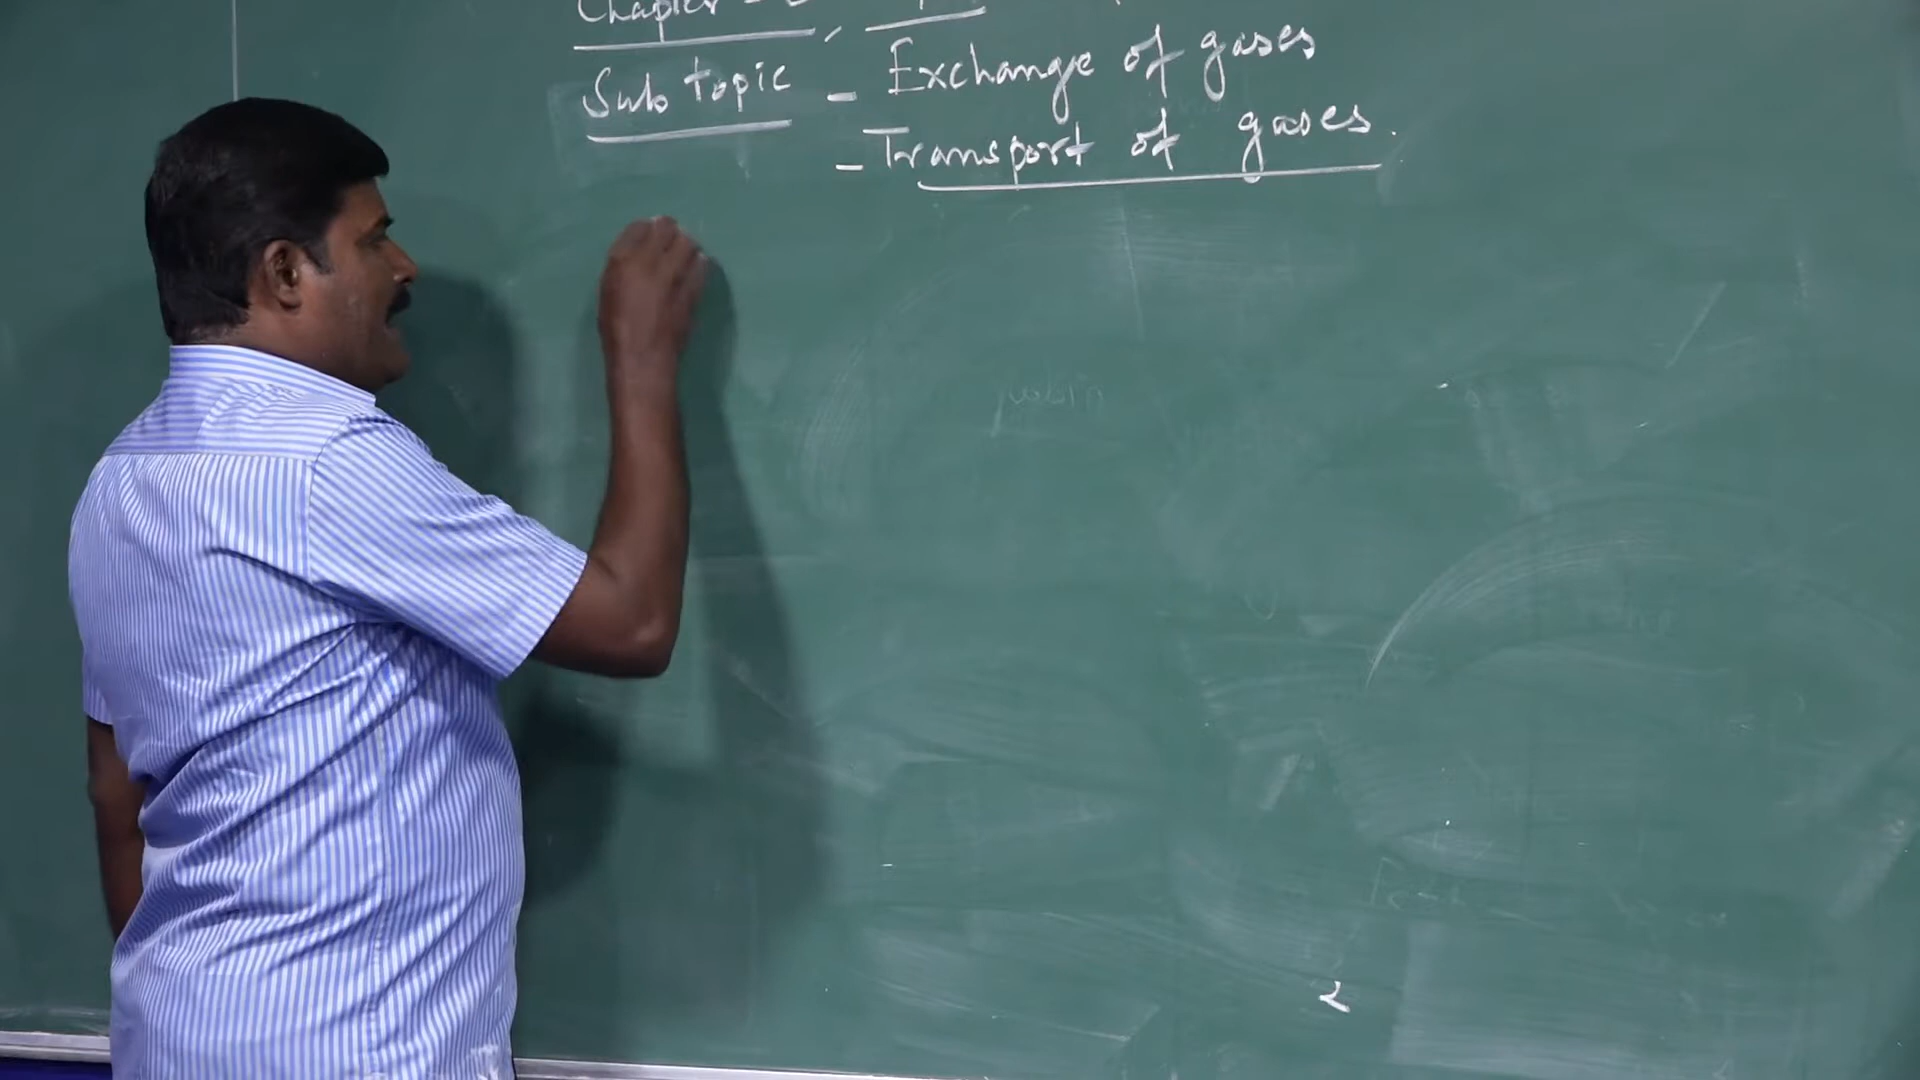 Chapter -
Sub topic - Exchange of gases
- Transport of gases.